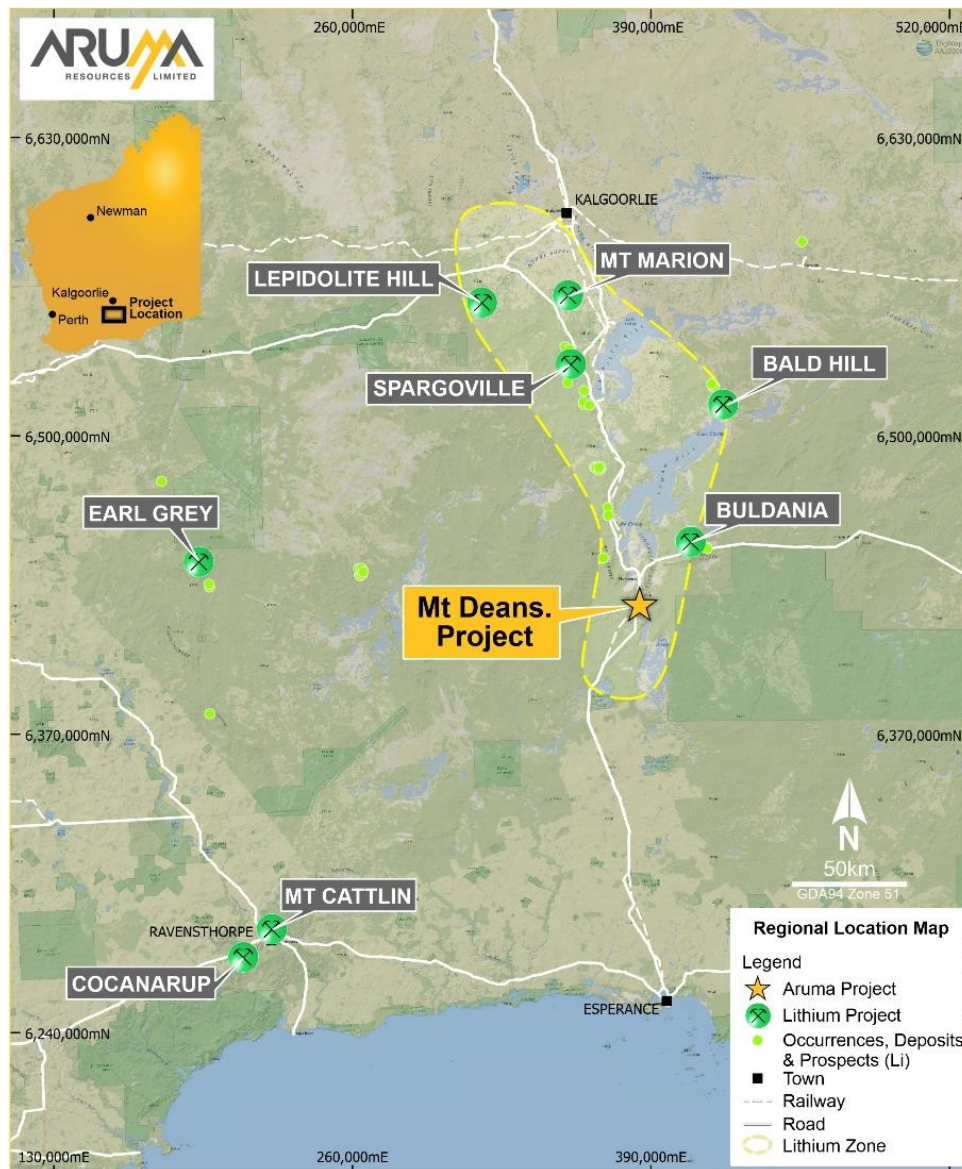 ARUMA
RESOURCES LIMITED
260,000mE
390,000mE
520,000mE
6,630,000mN
6,630,000mN
Newman
Kalgoorlie
Perth
Project
Location
KALGOORLIE
LEPIDOLITE HILL
MT MARION
SPARGOVILLE
BALD HILL
6,500,000mN
6,500,000mN
EARL GREY
BULDANIA
Mt Deans.
Project
6,370,000mN
6,370,000mN
N
50km
GDA94 Zone 51
MT CATTLIN
RAVENSTHORPE
COCANARUP
ESPERANCE
6,240,000mN
Regional Location Map
Legend
Aruma Project
Lithium Project
Occurrences, Deposits
& Prospects (Li)
Town
Railway
Road
Lithium Zone
130,000mE
260,000mE
390,000mE